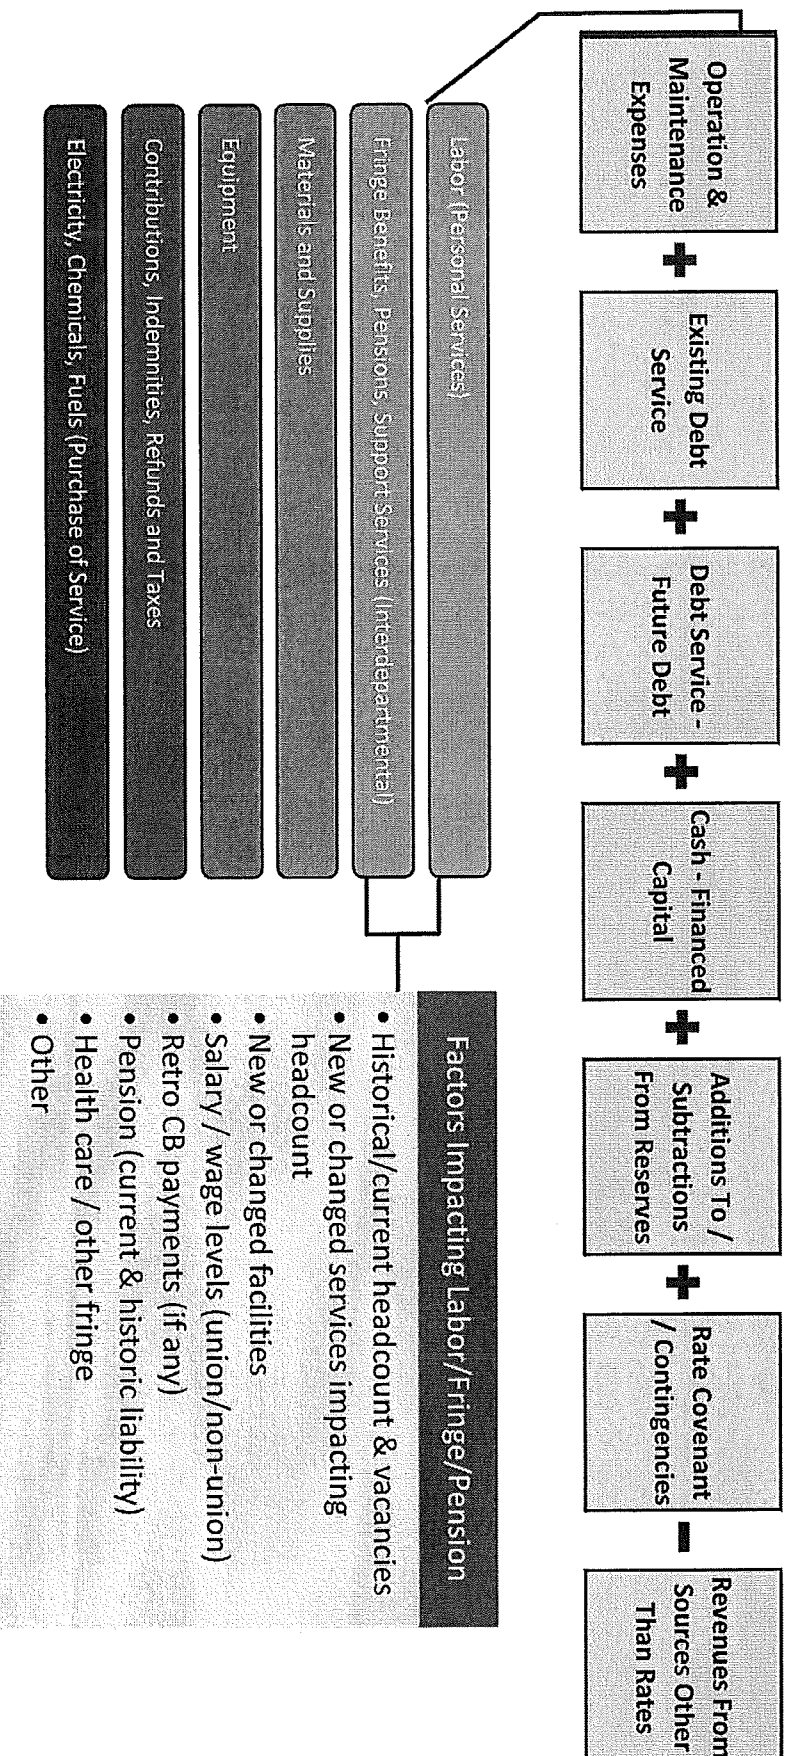 Operation &
Maintenance
Expenses
+
Existing Debt
Service
+
Debt Service -
Future Debt
+
Cash - Financed
Capital
+
Additions To /
Subtractions
From Reserves
+
Rate Covenant
/ Contingencies
-
Revenues From
Sources Other
Than Rates
Labor (Personal Services)
Fringe Benefits, Pensions, Support Services (Interdepartmental)
Materials and Supplies
Equipment
Contributions, Indemnities, Refunds and Taxes
Electricity, Chemicals, Fuels (Purchase of Service)
Factors Impacting Labor/Fringe/Pension
• Historical/current headcount & vacancies
• New or changed services impacting
headcount
• New or changed facilities
• Salary / wage levels (union/non-union)
• Retro CB payments (if any)
• Pension (current & historic liability)
• Health care / other fringe
• Other